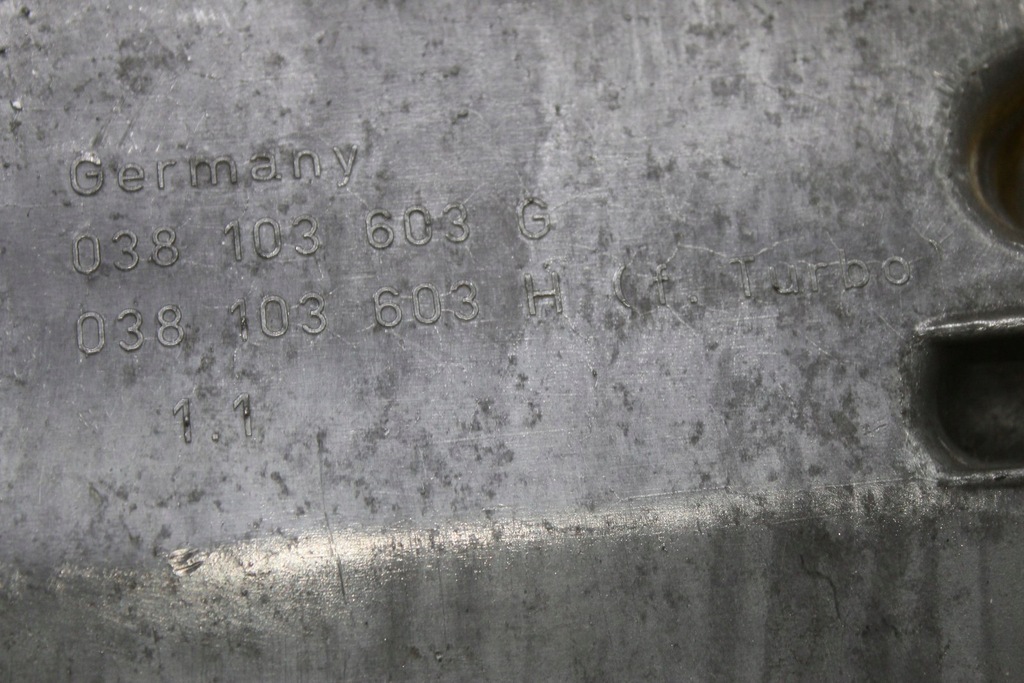 Germany
038 103 603 G
038 103 603 H (f. Turbo
1.1